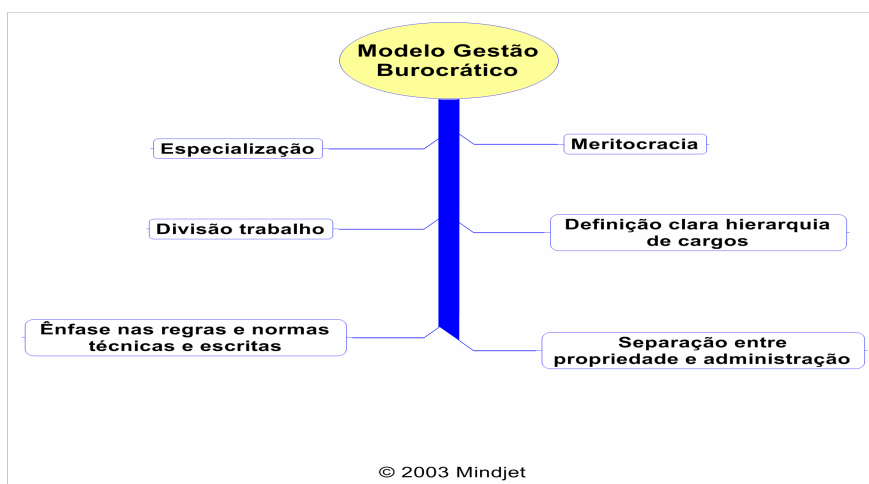 Modelo Gestão
Burocrático
Especialização
Meritocracia
Divisão trabalho
Definição clara hierarquia
de cargos
Ênfase nas regras e normas
técnicas e escritas
Separação entre
propriedade e administração
© 2003 Mindjet